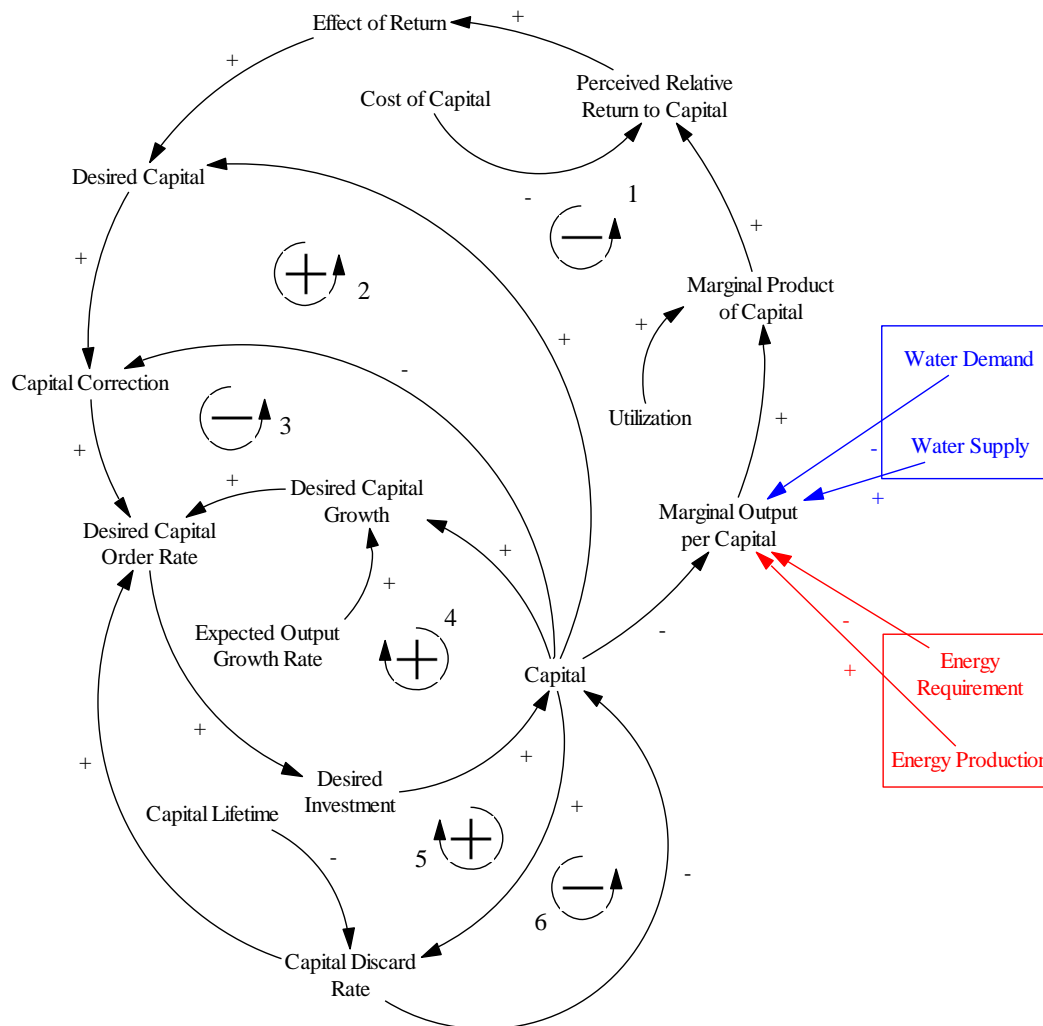 Effect of Return
+
+
Perceived Relative
Return to Capital
Cost of Capital
Desired Capital
-
1
+
+
2
Marginal Product
of Capital
+
+
Water Demand
Capital Correction
-
Utilization
3
+
+
-
Water Supply
+
Desired Capital
Growth
+
Marginal Output
per Capital
Desired Capital
Order Rate
+
+
4
-
-
Expected Output
Growth Rate
Energy
Requirement
+
Capital
+
+
+
Energy Production
Desired
Investment
Capital Lifetime
+
-
5
-
6
Capital Discard
Rate